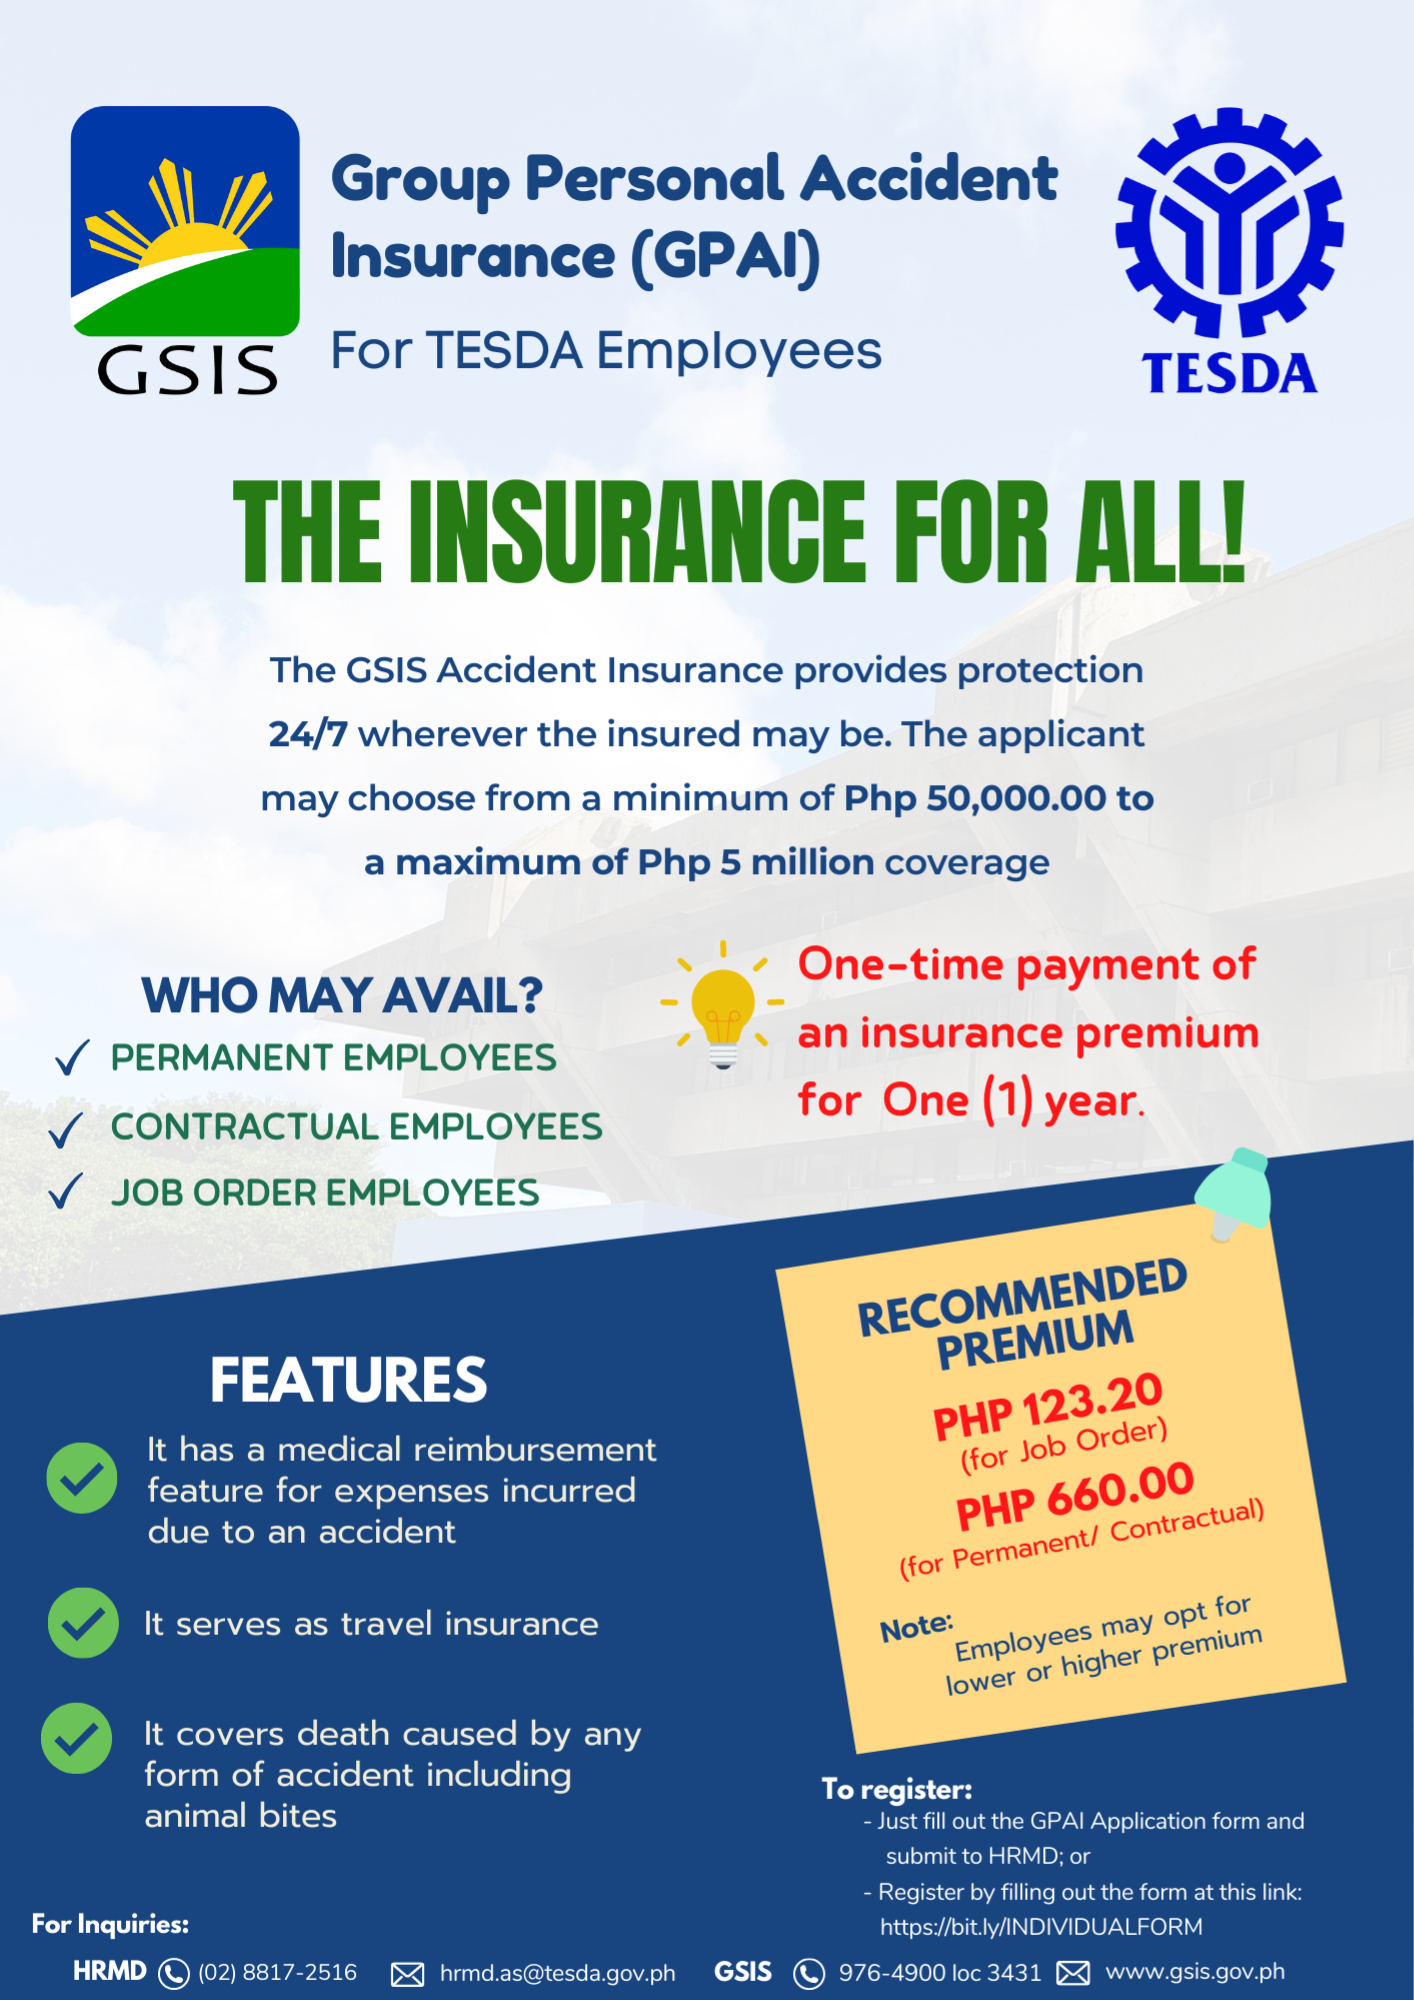 GSIS
Group Personal Accident
Insurance (GPAI)
For TESDA Employees
TESDA
THE INSURANCE FOR ALL!
The GSIS Accident Insurance provides protection
24/7 wherever the insured may be. The applicant
may choose from a minimum of Php 50,000.00 to
a maximum of Php 5 million coverage
WHO MAY AVAIL?
PERMANENT EMPLOYEES
CONTRACTUAL EMPLOYEES
JOB ORDER EMPLOYEES
One-time payment of
an insurance premium
for One (1) year.
RECOMMENDED
PREMIUM
PHP 123.20
(for Job Order)
PHP 660.00
(for Permanent/ Contractual)
Note:
Employees may opt for
lower or higher premium
FEATURES
It has a medical reimbursement
feature for expenses incurred
due to an accident
It serves as travel insurance
It covers death caused by any
form of accident including
animal bites
To register:
- Just fill out the GPAI Application form and
submit to HRMD; or
- Register by filling out the form at this link:
https://bit.ly/INDIVIDUALFORM
For Inquiries:
HRMD (02) 8817-2516 hrmd.as@tesda.gov.ph GSIS 976-4900 loc 3431 www.gsis.gov.ph